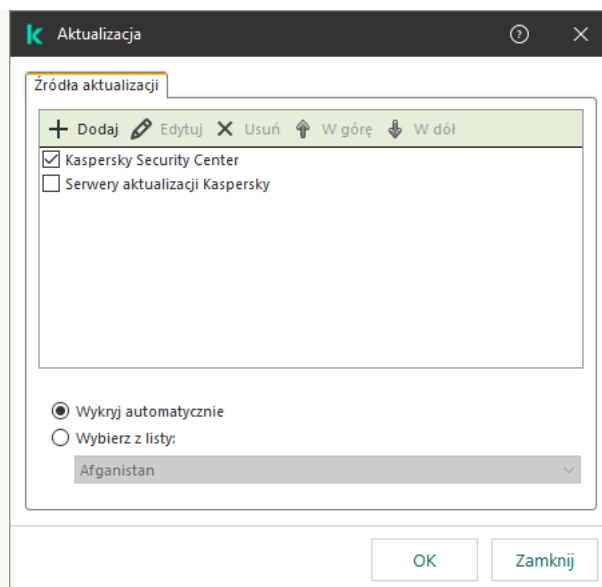 Aktualizacja
Źródła aktualizacji
Dodaj Edytuj Usuń W górę W dół
Kaspersky Security Center
Serwery aktualizacji Kaspersky
Wykryj automatycznie
Wybierz z listy:
Afganistan
OK Zamknij